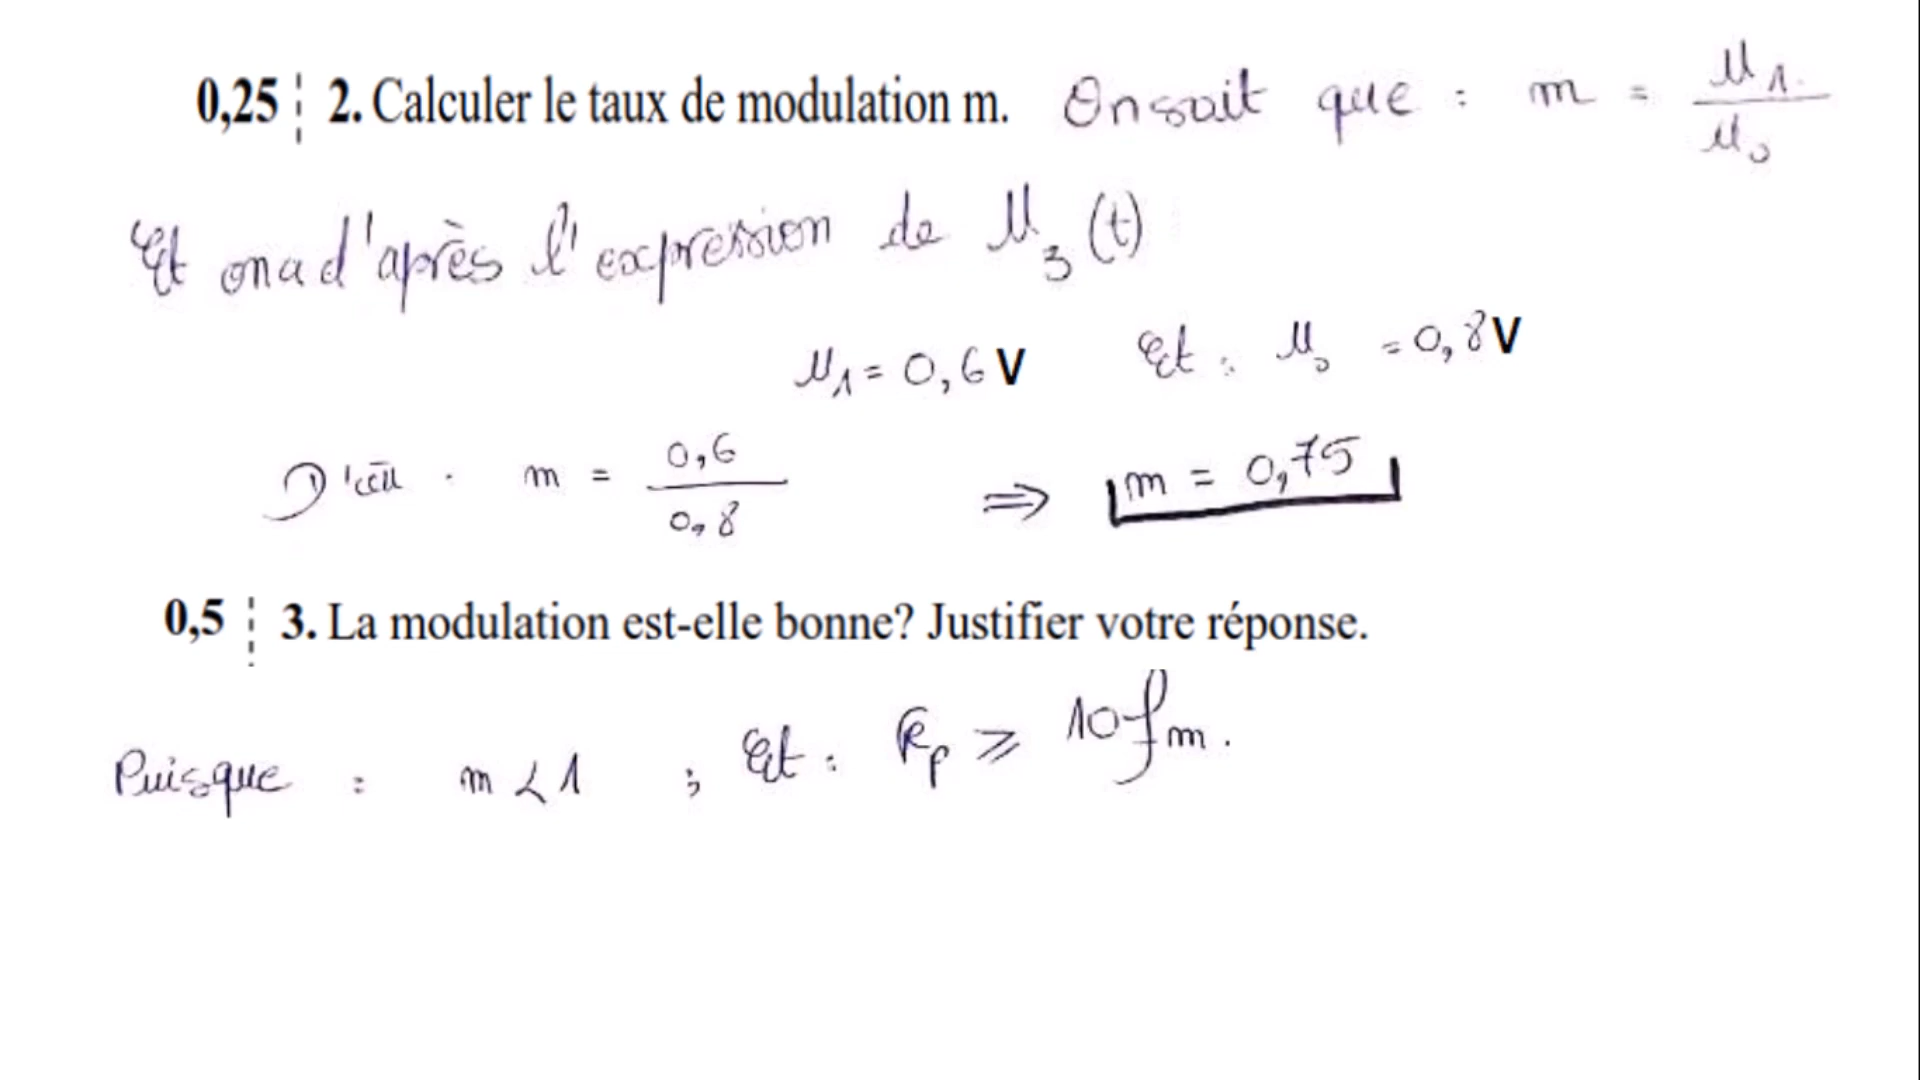 0,25 2. Calculer le taux de modulation m. On sait que : m = U1 / U0
Et on a d'après l'expression de U3(t)
U1 = 0,6 V Et : U0 = 0,8 V
D'où . m = 0,6 / 0,8 ⇒ m = 0,75
0,5 3. La modulation est-elle bonne? Justifier votre réponse.
Puisque : m < 1 ; Et : Fp ⩾ 10 fm.